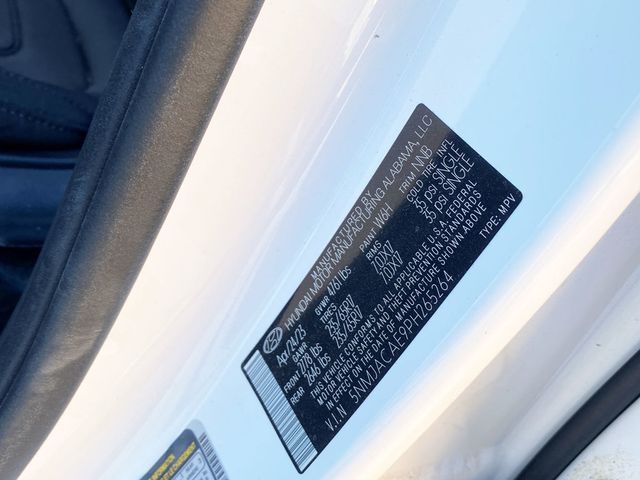 MANUFACTURED BY
HYUNDAI MOTOR MANUFACTURING ALABAMA, LLC
Apr/24/23 GVWR 4761 lbs PAINT W6H TRIM NNB
GAWR TIRES RIMS COLD TIRE INFL
FRONT lbs 235/65R17 7.0JX17 35 psi SINGLE
REAR 2646 lbs 235/65R17 7.0JX17 35 psi SINGLE
THIS VEHICLE CONFORMS TO ALL APPLICABLE U.S.A. FEDERAL
MOTOR VEHICLE SAFETY AND THEFT PREVENTION STANDARDS
IN EFFECT ON THE DATE OF MANUFACTURE SHOWN ABOVE
V.I.N 5NMJACAE9PH265264 TYPE: MPV
INFORMATION